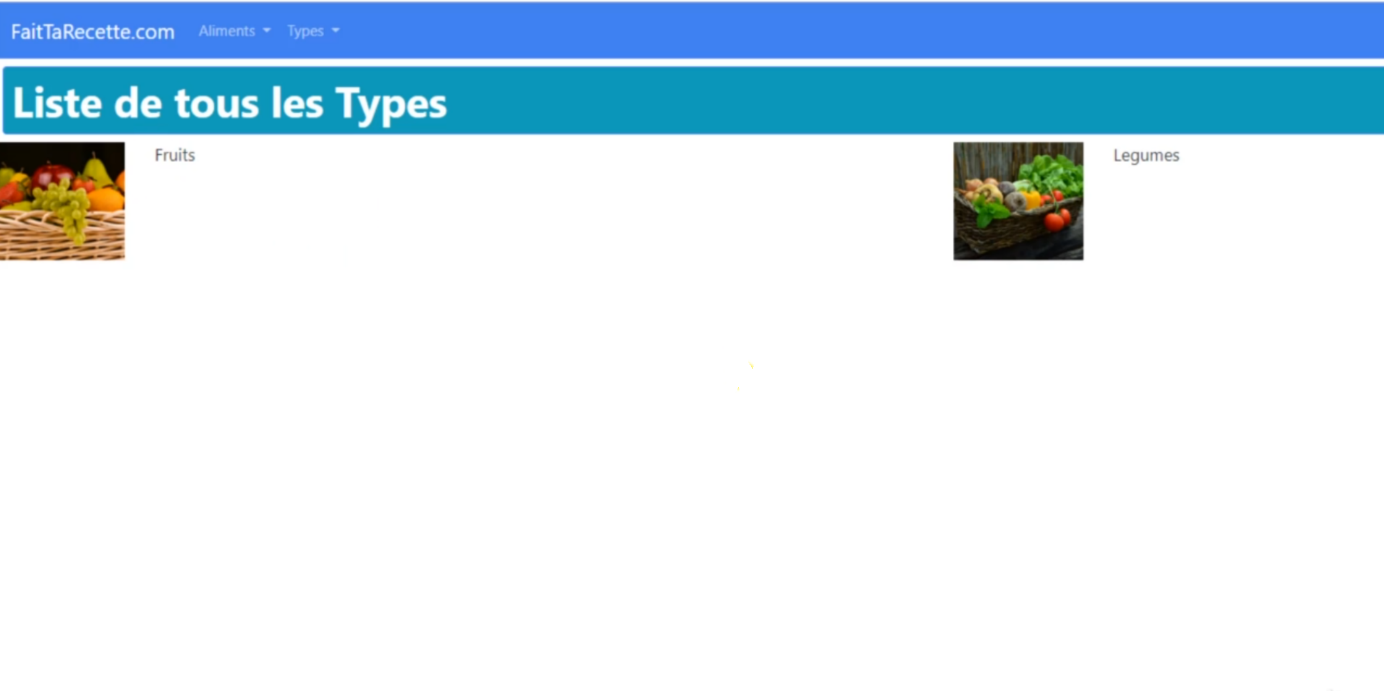 FaitTaRecette.com Aliments Types
Liste de tous les Types
Fruits Legumes